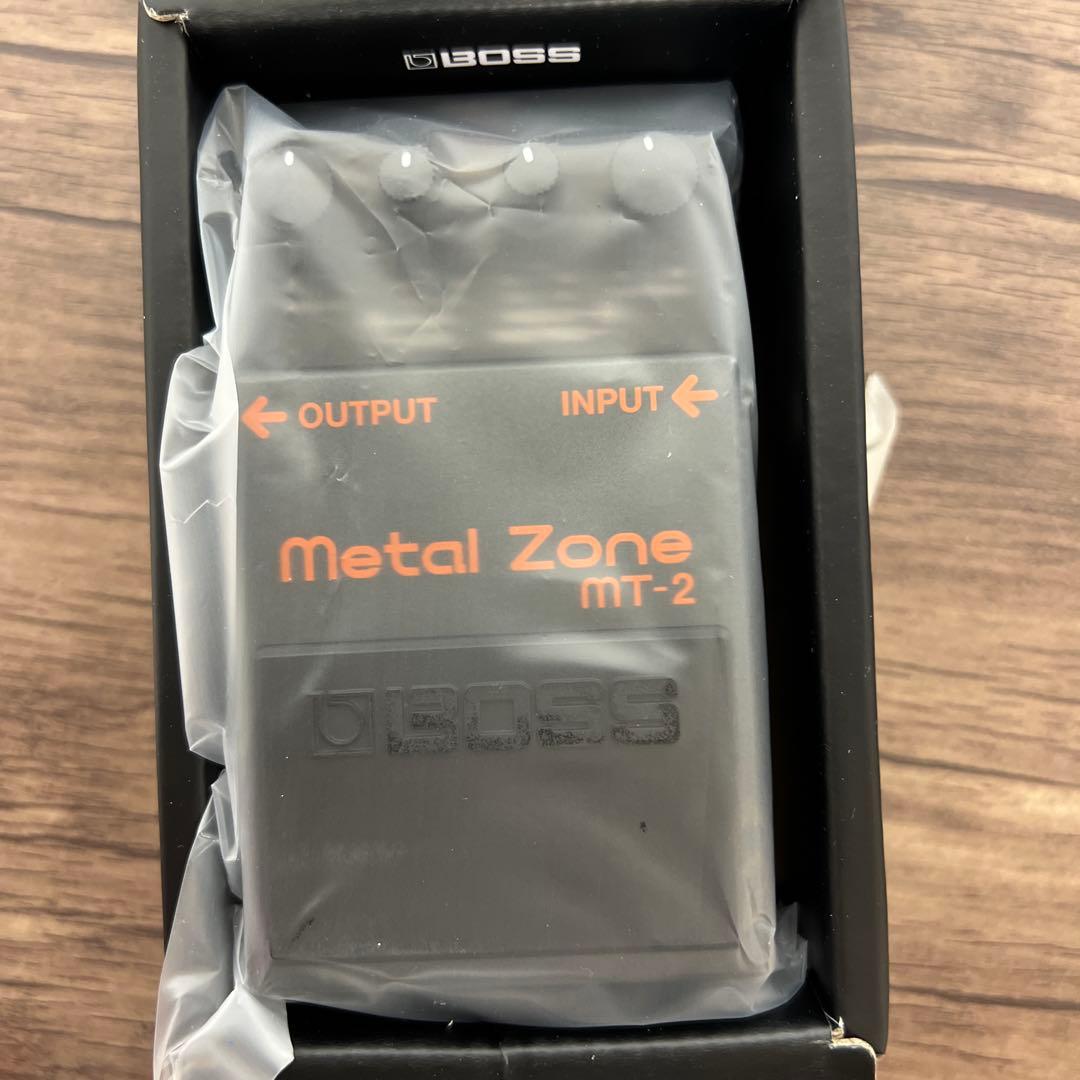 BOSS
← OUTPUT
INPUT ←
Metal Zone
MT-2
BOSS